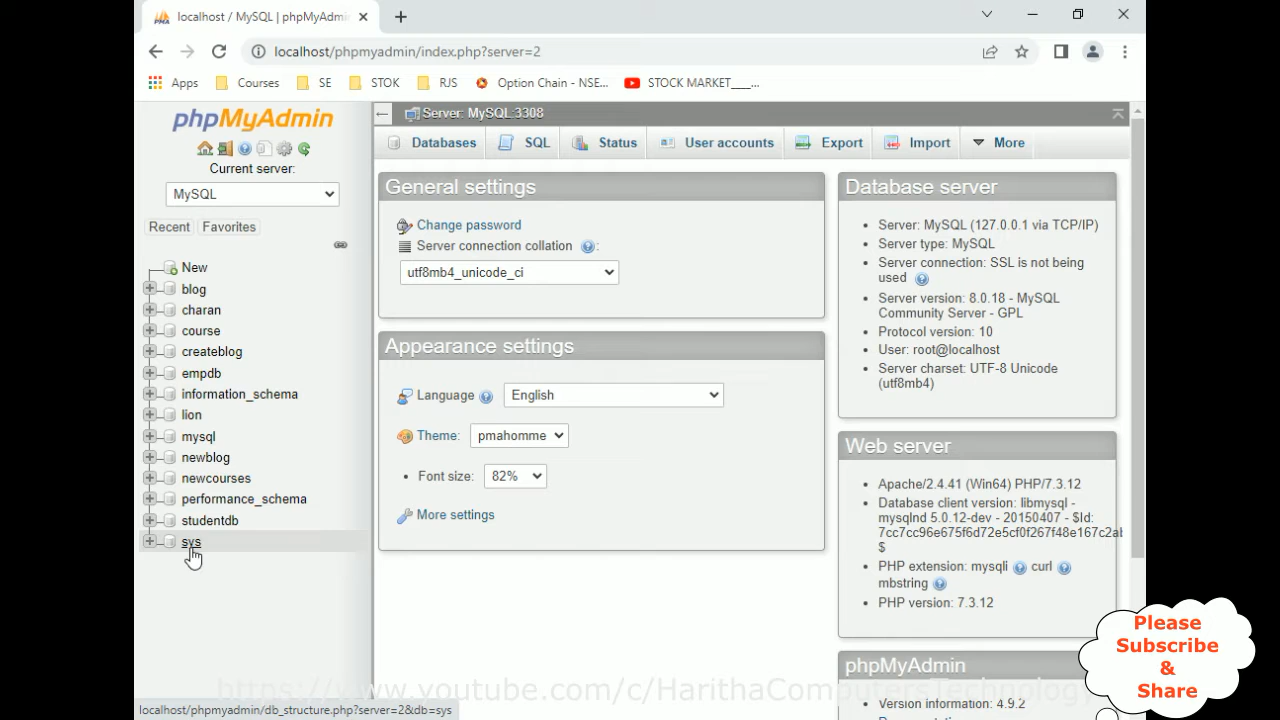 localhost / MySQL | phpMyAdmin
localhost/phpmyadmin/index.php?server=2
Apps
Courses
SE
STOK
RJS
Option Chain - NSE...
STOCK MARKET____...
phpMyAdmin
Current server:
MySQL
Recent
Favorites
New
blog
charan
course
createblog
empdb
information_schema
lion
mysql
newblog
newcourses
performance_schema
studentdb
sys
Server: MySQL:3308
Databases
SQL
Status
User accounts
Export
Import
More
General settings
Change password
Server connection collation :
utf8mb4_unicode_ci
Appearance settings
Language
English
Theme:
pmahomme
Font size:
82%
More settings
Database server
Server: MySQL (127.0.0.1 via TCP/IP)
Server type: MySQL
Server connection: SSL is not being
used
Server version: 8.0.18 - MySQL
Community Server - GPL
Protocol version: 10
User: root@localhost
Server charset: UTF-8 Unicode
(utf8mb4)
Web server
Apache/2.4.41 (Win64) PHP/7.3.12
Database client version: libmysql -
mysqlnd 5.0.12-dev - 20150407 - $Id:
7cc7cc96e675f6d72e5cf0f267f48e167c2ab
$
PHP extension: mysqli curl
mbstring
PHP version: 7.3.12
phpMyAdmin
Version information: 4.9.2
Please
Subscribe
&
Share
https://www.youtube.com/c/HarithaComputersTechnology
localhost/phpmyadmin/db_structure.php?server=2&db=sys